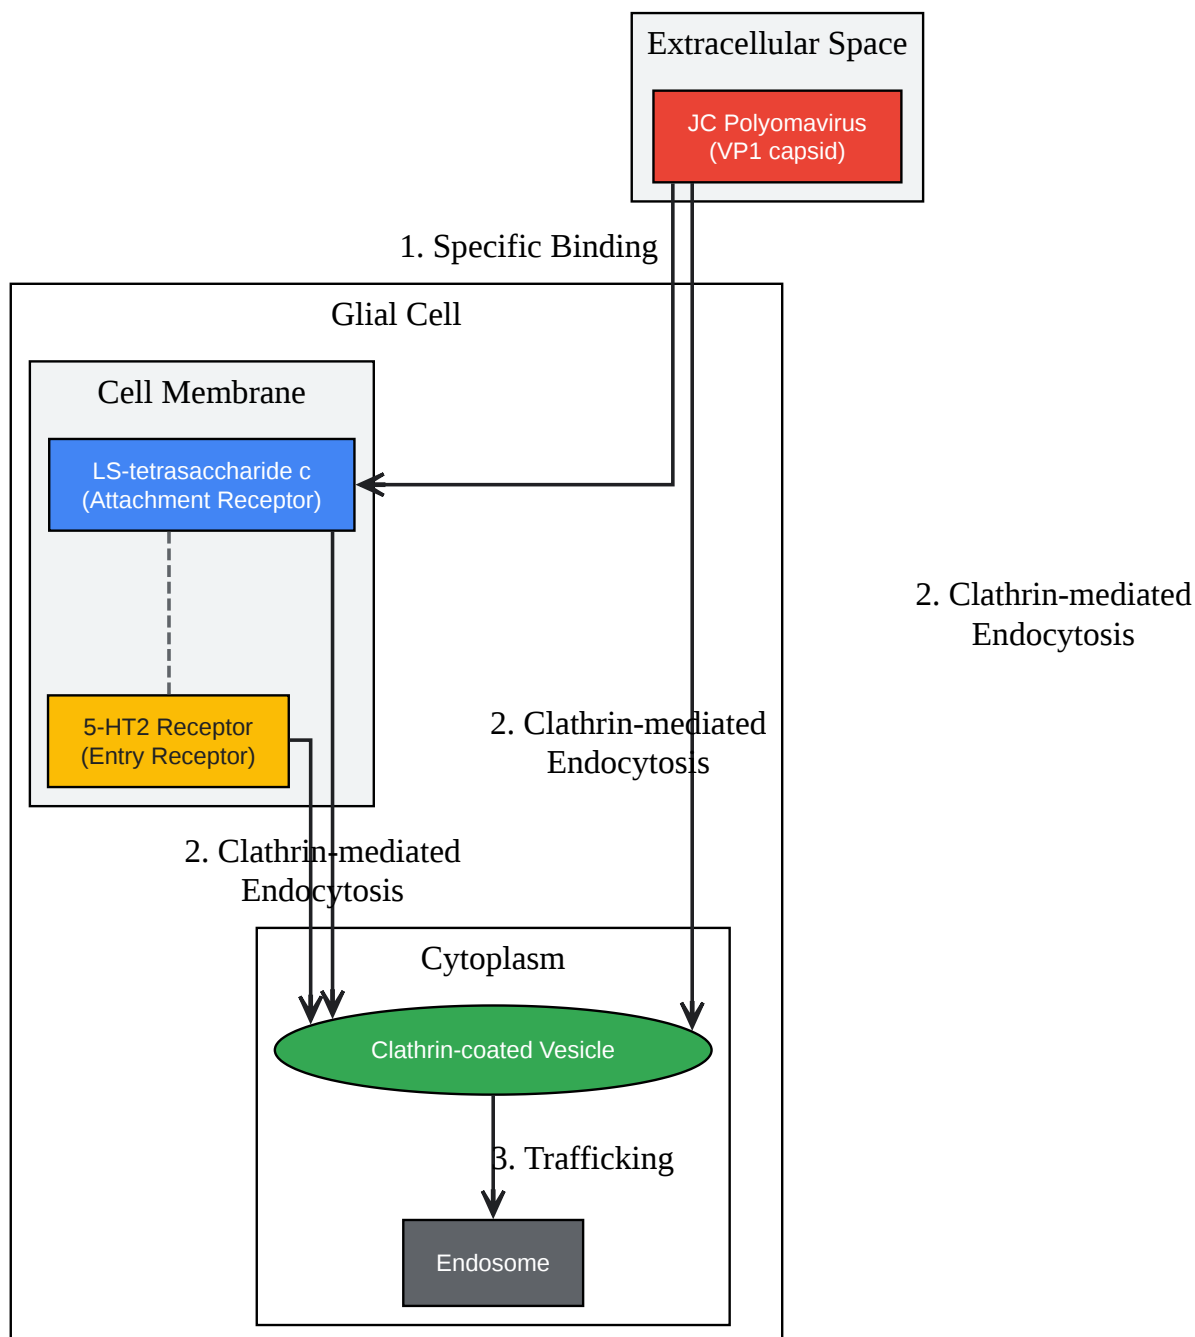 Extracellular Space
JC Polyomavirus
(VP1 capsid)
1. Specific Binding
Glial Cell
Cell Membrane
LS-tetrasaccharide c
(Attachment Receptor)
2. Clathrin-mediated
Endocytosis
5-HT2 Receptor
(Entry Receptor)
2. Clathrin-mediated
Endocytosis
2. Clathrin-mediated
Endocytosis
Cytoplasm
Clathrin-coated Vesicle
3. Trafficking
Endosome